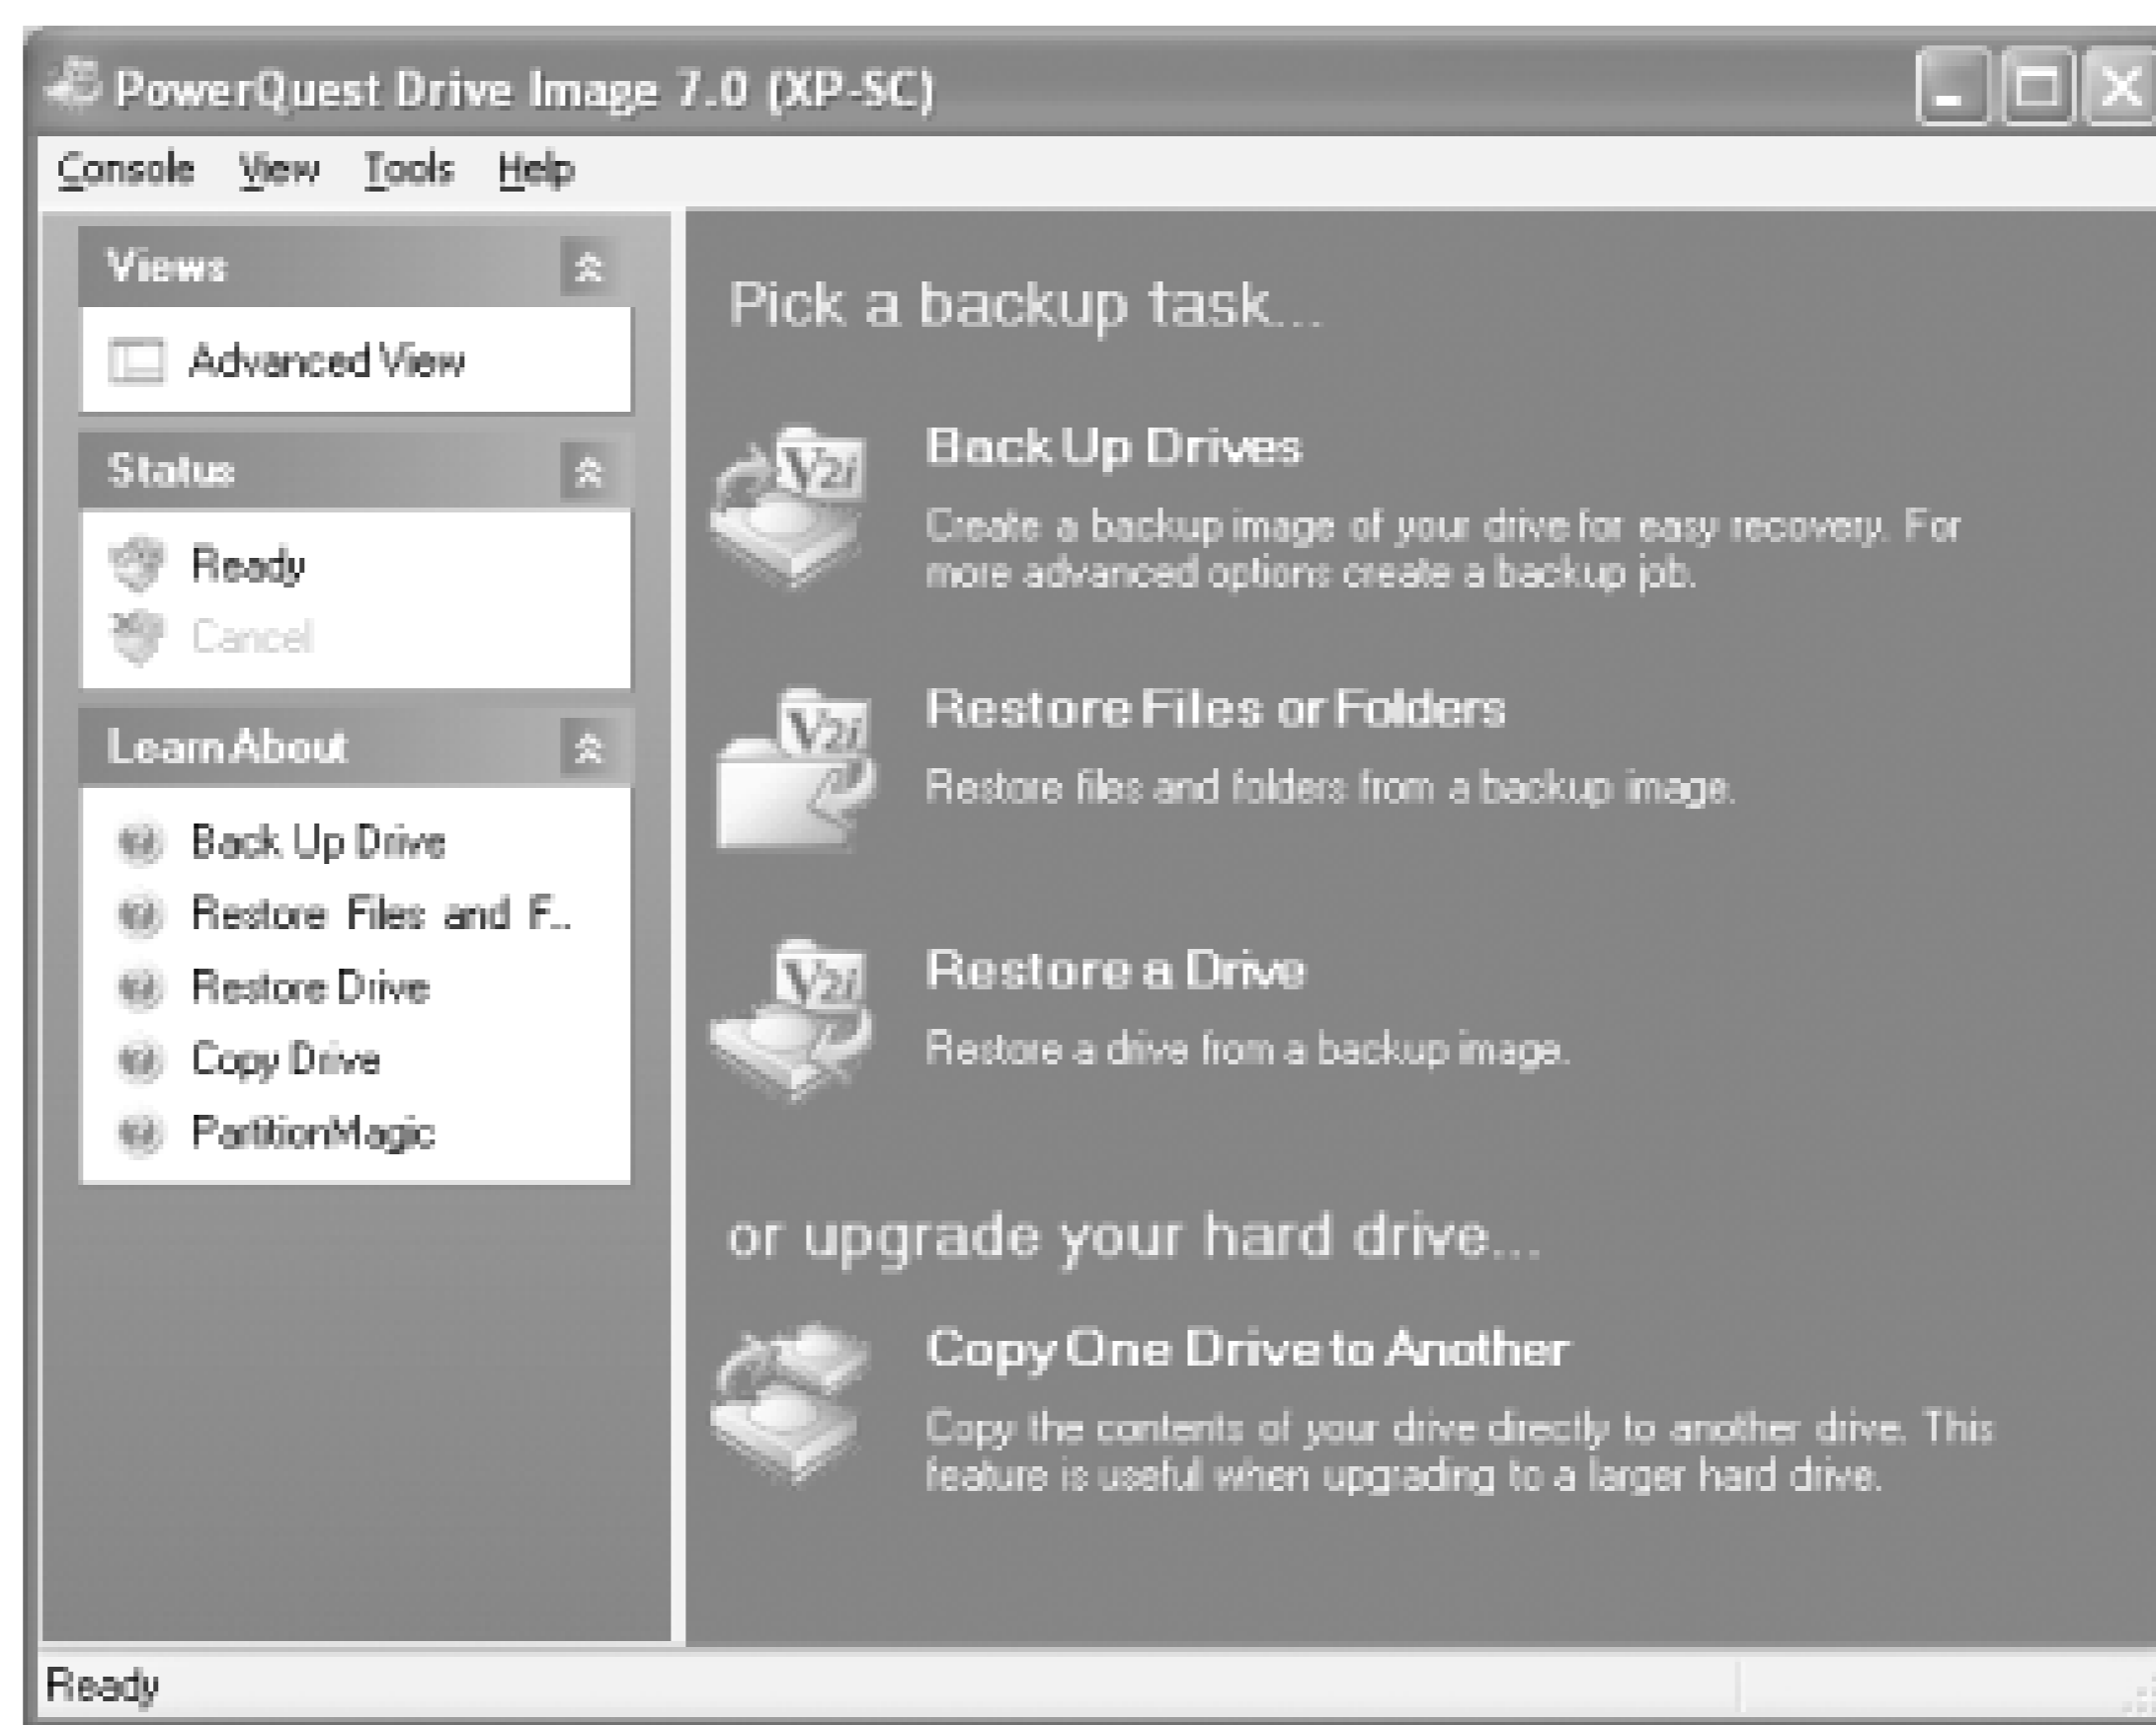 PowerQuest Drive Image 7.0 (XP-SC)
Console View Tools Help
Views
Advanced View
Status
Ready
Cancel
Learn About
Back Up Drive
Restore Files and F...
Restore Drive
Copy Drive
PartitionMagic
Pick a backup task...
V2i
Back Up Drives
Create a backup image of your drive for easy recovery. For
more advanced options create a backup job.
V2i
Restore Files or Folders
Restore files and folders from a backup image.
V2i
Restore a Drive
Restore a drive from a backup image.
or upgrade your hard drive...
Copy One Drive to Another
Copy the contents of your drive directly to another drive. This
feature is useful when upgrading to a larger hard drive.
Ready